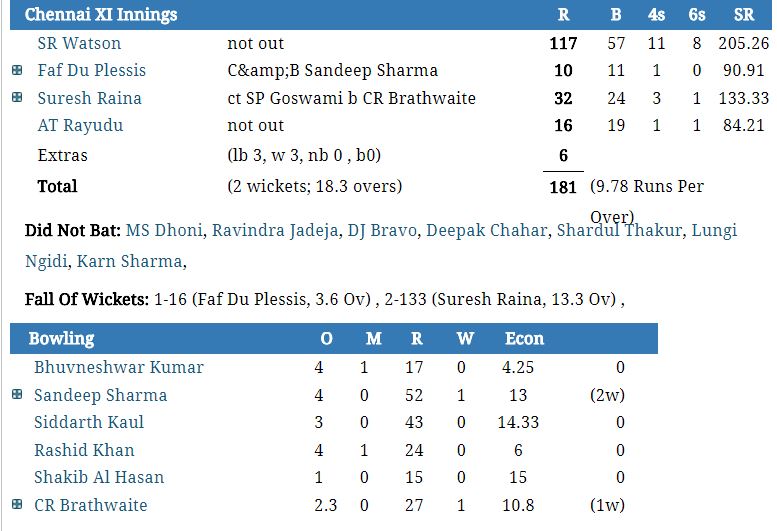 Chennai XI Innings R B 4s 6s SR
SR Watson not out 117 57 11 8 205.26
Faf Du Plessis C&amp;B Sandeep Sharma 10 11 1 0 90.91
Suresh Raina ct SP Goswami b CR Brathwaite 32 24 3 1 133.33
AT Rayudu not out 16 19 1 1 84.21
Extras (lb 3, w 3, nb 0 , b0) 6
Total (2 wickets; 18.3 overs) 181 (9.78 Runs Per
Over)
Did Not Bat: MS Dhoni, Ravindra Jadeja, DJ Bravo, Deepak Chahar, Shardul Thakur, Lungi
Ngidi, Karn Sharma,
Fall Of Wickets: 1-16 (Faf Du Plessis, 3.6 Ov) , 2-133 (Suresh Raina, 13.3 Ov) ,
Bowling O M R W Econ
Bhuvneshwar Kumar 4 1 17 0 4.25 0
Sandeep Sharma 4 0 52 1 13 (2w)
Siddarth Kaul 3 0 43 0 14.33 0
Rashid Khan 4 1 24 0 6 0
Shakib Al Hasan 1 0 15 0 15 0
CR Brathwaite 2.3 0 27 1 10.8 (1w)